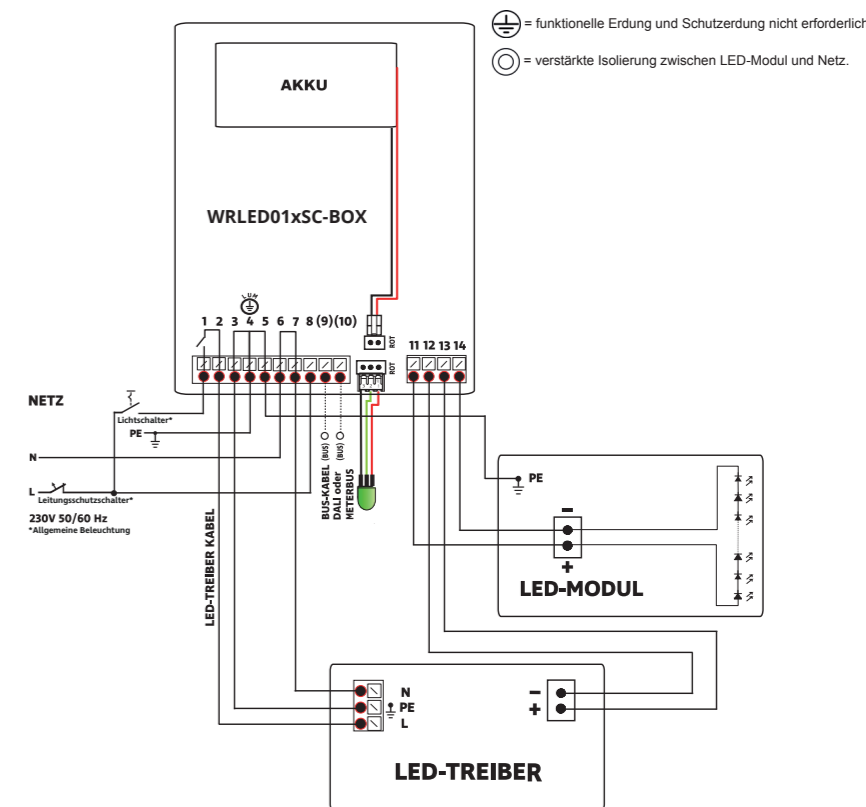 = funktionelle Erdung und Schutzerdung nicht erforderlich
= verstärkte Isolierung zwischen LED-Modul und Netz.
AKKU
WRLED01xSC-BOX
LUM
1 2 3 4 5 6 7 8 (9) (10)
ROT
ROT
11 12 13 14
NETZ
Lichtschalter*
PE
N
L
Leitungsschutzschalter*
230V 50/60 Hz
*Allgemeine Beleuchtung
LED-TREIBER KABEL
BUS-KABEL (BUS)
DALI oder (BUS)
METERBUS
PE
–
+
LED-MODUL
N
PE
L
–
+
LED-TREIBER